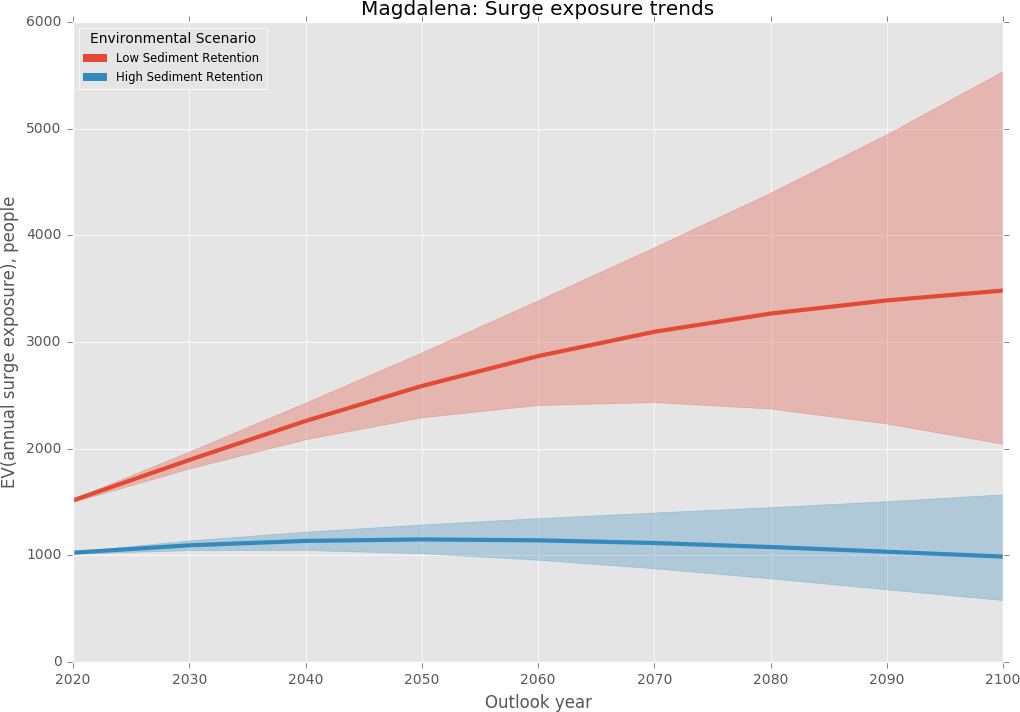 Magdalena: Surge exposure trends
6000
5000
4000
3000
2000
1000
0
EV(annual surge exposure), people
Environmental Scenario
Low Sediment Retention
High Sediment Retention
2020 2030 2040 2050 2060 2070 2080 2090 2100
Outlook year